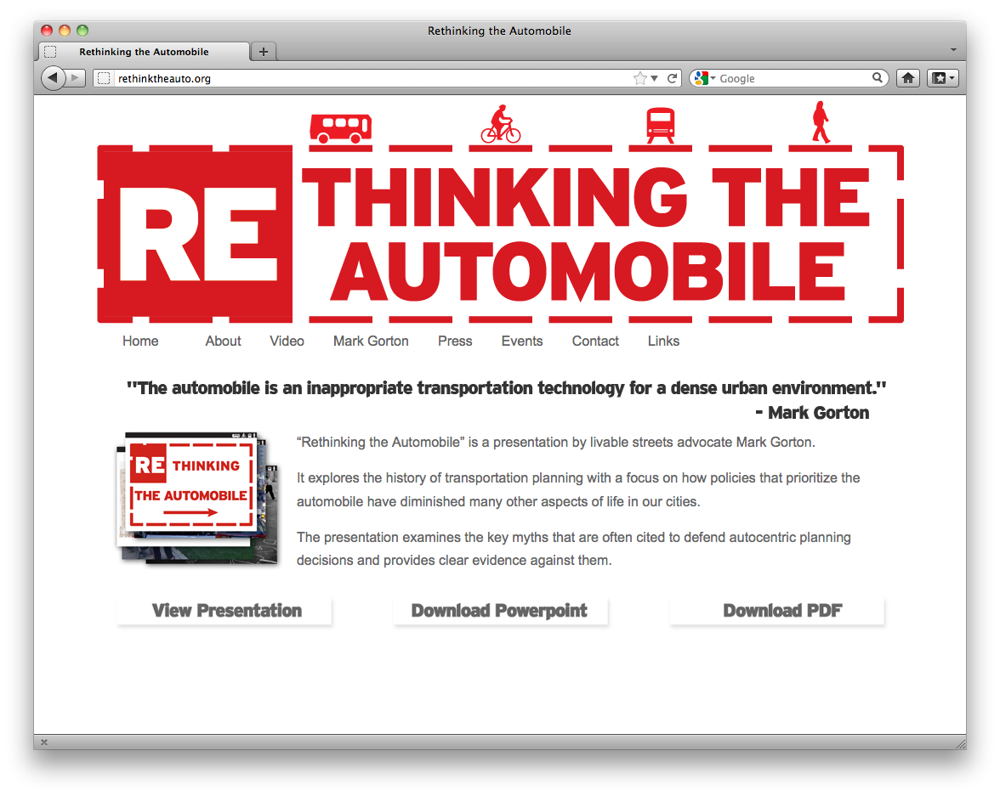 Rethinking the Automobile
Rethinking the Automobile
rethinktheauto.org
Google
RE THINKING THE
AUTOMOBILE
Home About Video Mark Gorton Press Events Contact Links
"The automobile is an inappropriate transportation technology for a dense urban environment."
- Mark Gorton
RE THINKING
THE AUTOMOBILE
“Rethinking the Automobile” is a presentation by livable streets advocate Mark Gorton.
It explores the history of transportation planning with a focus on how policies that prioritize the
automobile have diminished many other aspects of life in our cities.
The presentation examines the key myths that are often cited to defend autocentric planning
decisions and provides clear evidence against them.
View Presentation Download Powerpoint Download PDF